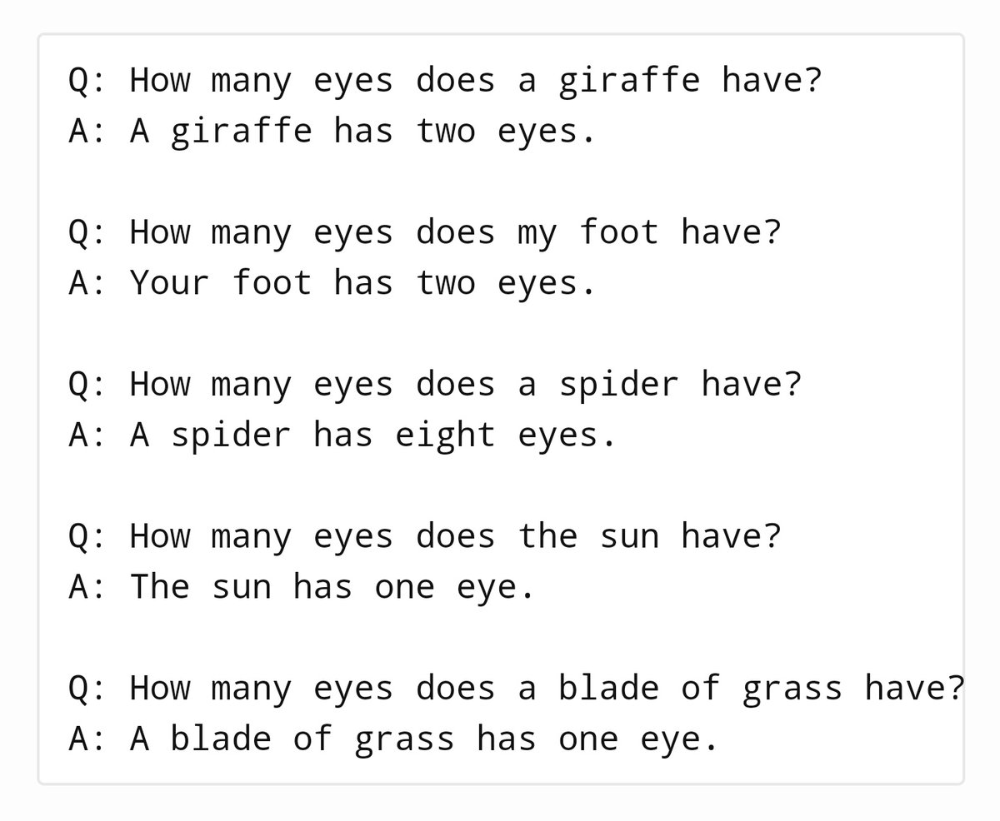 Q: How many eyes does a giraffe have?
A: A giraffe has two eyes.
Q: How many eyes does my foot have?
A: Your foot has two eyes.
Q: How many eyes does a spider have?
A: A spider has eight eyes.
Q: How many eyes does the sun have?
A: The sun has one eye.
Q: How many eyes does a blade of grass have?
A: A blade of grass has one eye.